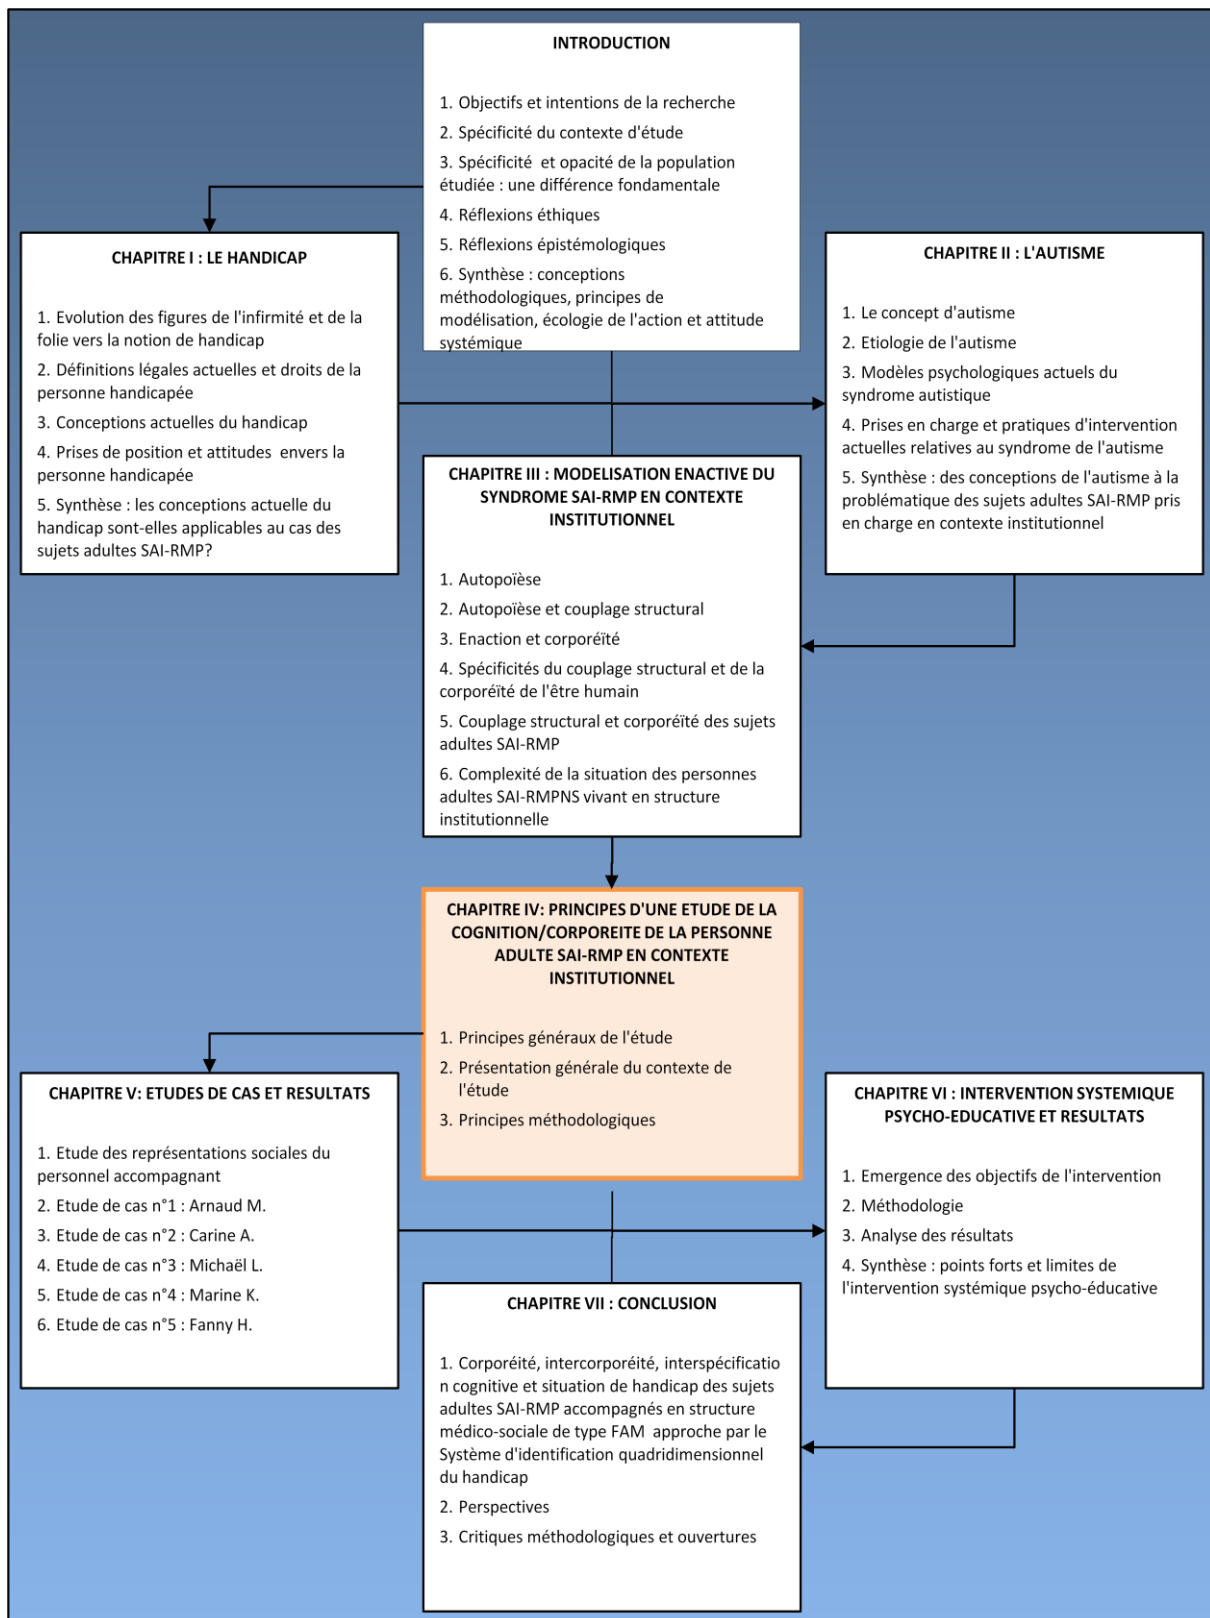 INTRODUCTION
1. Objectifs et intentions de la recherche
2. Spécificité du contexte d'étude
3. Spécificité  et opacité de la population
étudiée : une différence fondamentale
4. Réflexions éthiques
5. Réflexions épistémologiques
6. Synthèse : conceptions
méthodologiques, principes de
modélisation, écologie de l'action et attitude
systémique
CHAPITRE I : LE HANDICAP
1. Evolution des figures de l'infirmité et de la
folie vers la notion de handicap
2. Définitions légales actuelles et droits de la
personne handicapée
3. Conceptions actuelles du handicap
4. Prises de position et attitudes  envers la
personne handicapée
5. Synthèse : les conceptions actuelle du
handicap sont-elles applicables au cas des
sujets adultes SAI-RMP?
CHAPITRE II : L'AUTISME
1. Le concept d'autisme
2. Etiologie de l'autisme
3. Modèles psychologiques actuels du
syndrome autistique
4. Prises en charge et pratiques d'intervention
actuelles relatives au syndrome de l'autisme
5. Synthèse : des conceptions de l'autisme à la
problématique des sujets adultes SAI-RMP pris
en charge en contexte institutionnel
CHAPITRE III : MODELISATION ENACTIVE DU
SYNDROME SAI-RMP EN CONTEXTE
INSTITUTIONNEL
1. Autopoïèse
2. Autopoïèse et couplage structural
3. Enaction et corporéïté
4. Spécificités du couplage structural et de la
corporéïté de l'être humain
5. Couplage structural et corporéïté des sujets
adultes SAI-RMP
6. Complexité de la situation des personnes
adultes SAI-RMPNS vivant en structure
institutionnelle
CHAPITRE IV: PRINCIPES D'UNE ETUDE DE LA
COGNITION/CORPOREITE DE LA PERSONNE
ADULTE SAI-RMP EN CONTEXTE
INSTITUTIONNEL
1. Principes généraux de l'étude
2. Présentation générale du contexte de
l'étude
3. Principes méthodologiques
CHAPITRE V: ETUDES DE CAS ET RESULTATS
1. Etude des représentations sociales du
personnel accompagnant
2. Etude de cas n°1 : Arnaud M.
3. Etude de cas n°2 : Carine A.
4. Etude de cas n°3 : Michaël L.
5. Etude de cas n°4 : Marine K.
6. Etude de cas n°5 : Fanny H.
CHAPITRE VI : INTERVENTION SYSTEMIQUE
PSYCHO-EDUCATIVE ET RESULTATS
1. Emergence des objectifs de l'intervention
2. Méthodologie
3. Analyse des résultats
4. Synthèse : points forts et limites de
l'intervention systémique psycho-éducative
CHAPITRE VII : CONCLUSION
1. Corporéité, intercorporéité, interspécificatio
n cognitive et situation de handicap des sujets
adultes SAI-RMP accompagnés en structure
médico-sociale de type FAM  approche par le
Système d'identification quadridimensionnel
du handicap
2. Perspectives
3. Critiques méthodologiques et ouvertures